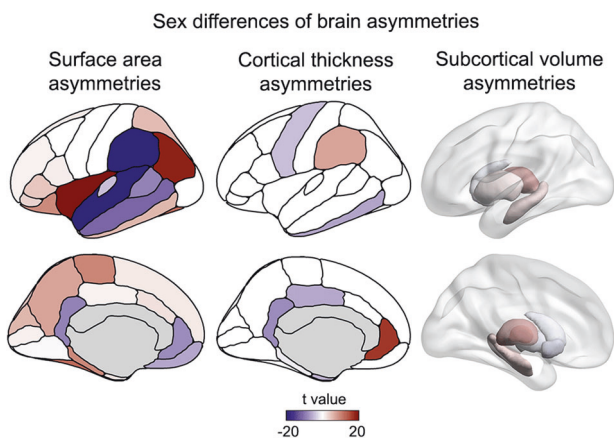 Sex differences of brain asymmetries
Surface area
asymmetries
Cortical thickness
asymmetries
Subcortical volume
asymmetries
t value
-20 20